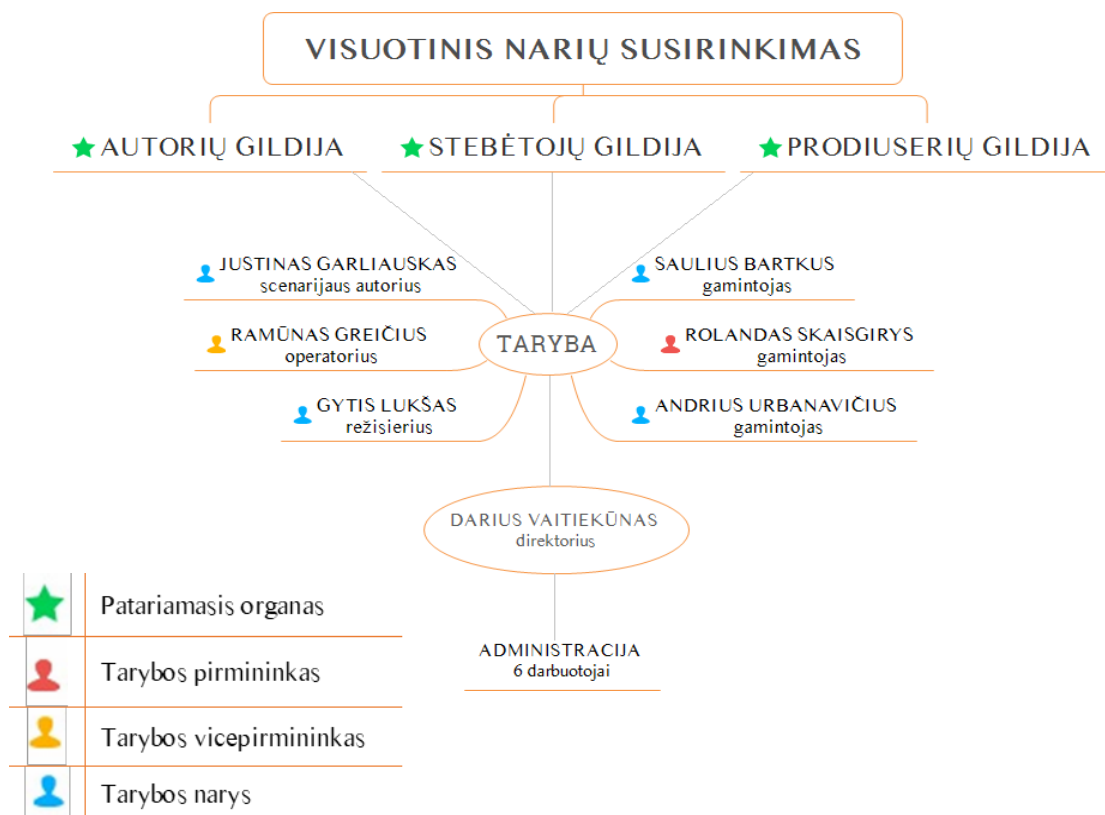 VISUOTINIS NARIŲ SUSIRINKIMAS
AUTORIŲ GILDIJA
STEBĖTOJŲ GILDIJA
PRODIUSERIŲ GILDIJA
JUSTINAS GARLIAUSKAS
scenarijaus autorius
SAULIUS BARTKUS
gamintojas
RAMŪNAS GREIČIUS
operatorius
TARYBA
ROLANDAS SKAISGIRYS
gamintojas
GYTIS LUKŠAS
režisierius
ANDRIUS URBANAVIČIUS
gamintojas
DARIUS VAITIEKŪNAS
direktorius
ADMINISTRACIJA
6 darbuotojai
Patariamasis organas
Tarybos pirmininkas
Tarybos vicepirmininkas
Tarybos narys